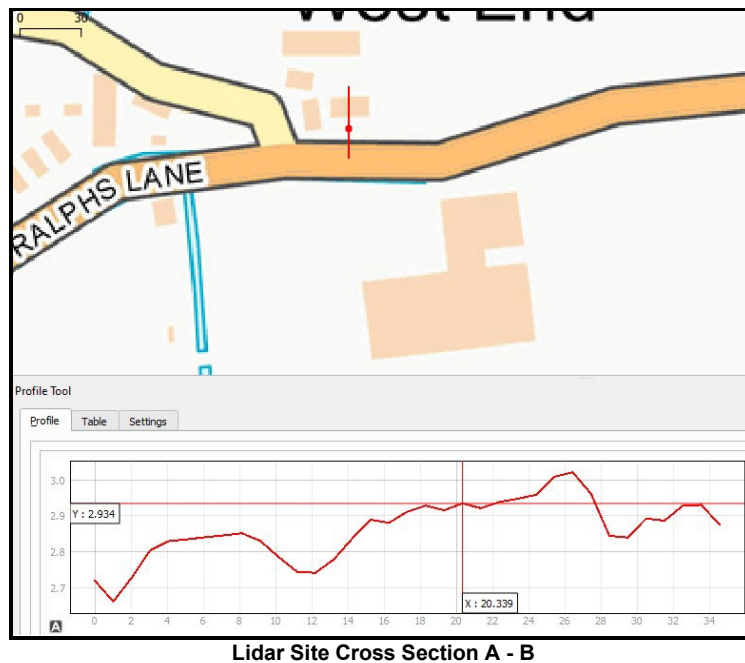 West End
0 30
RALPHS LANE
Profile Tool
Profile Table Settings
3.0
2.9
2.8
2.7
Y : 2.934
X : 20.339
0 2 4 6 8 10 12 14 16 18 20 22 24 26 28 30 32 34
A
Lidar Site Cross Section A - B